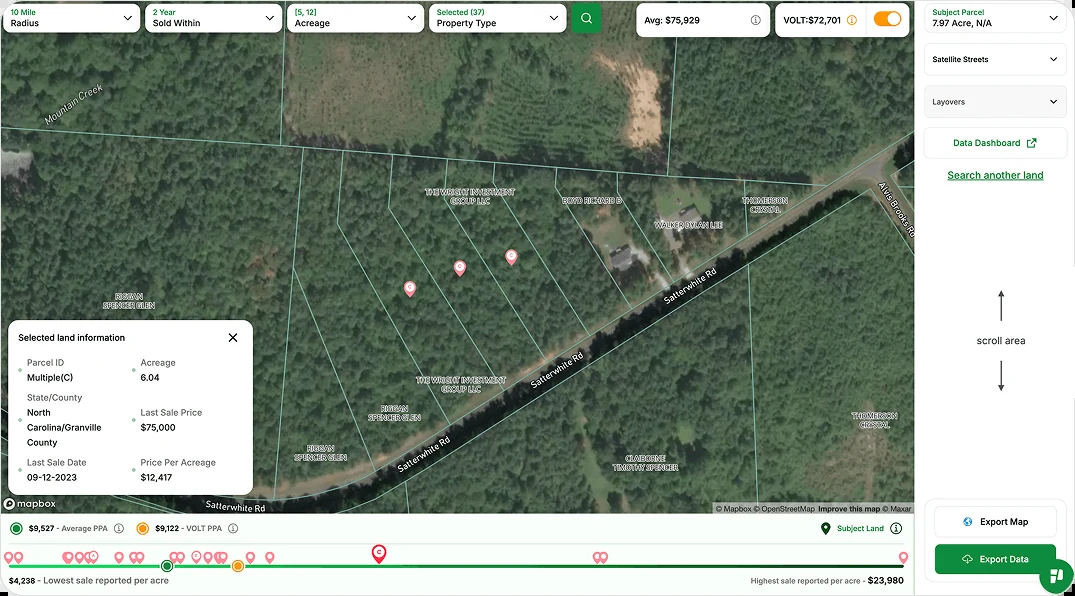 10 Mile
Radius
2 Year
Sold Within
[5, 12]
Acreage
Selected (37)
Property Type
Avg: $75,929
VOLT:$72,701
Subject Parcel
7.97 Acre, N/A
Satellite Streets
Layovers
Data Dashboard
Search another land
scroll area
Export Map
Export Data
Mountain Creek
THE WRIGHT INVESTMENT
GROUP LLC
BOYD RICHARD B
WALKER DYLAN LEE
THOMERSON
CRYSTAL
Alvis Brooks Rd
Satterwhite Rd
RIGGAN
SPENCER GLEN
Satterwhite Rd
THE WRIGHT INVESTMENT
GROUP LLC
RIGGAN
SPENCER GLEN
THOMERSON
CRYSTAL
Satterwhite Rd
RIGGAN
SPENCER GLEN
CLAIBORNE
TIMOTHY SPENCER
Satterwhite Rd
Selected land information
Parcel ID
Multiple(C)
Acreage
6.04
State/County
North
Carolina/Granville
County
Last Sale Price
$75,000
Last Sale Date
09-12-2023
Price Per Acreage
$12,417
mapbox
© Mapbox © OpenStreetMap Improve this map © Maxar
$9,527 - Average PPA
$9,122 - VOLT PPA
Subject Land
$4,238 - Lowest sale reported per acre
Highest sale reported per acre - $23,980